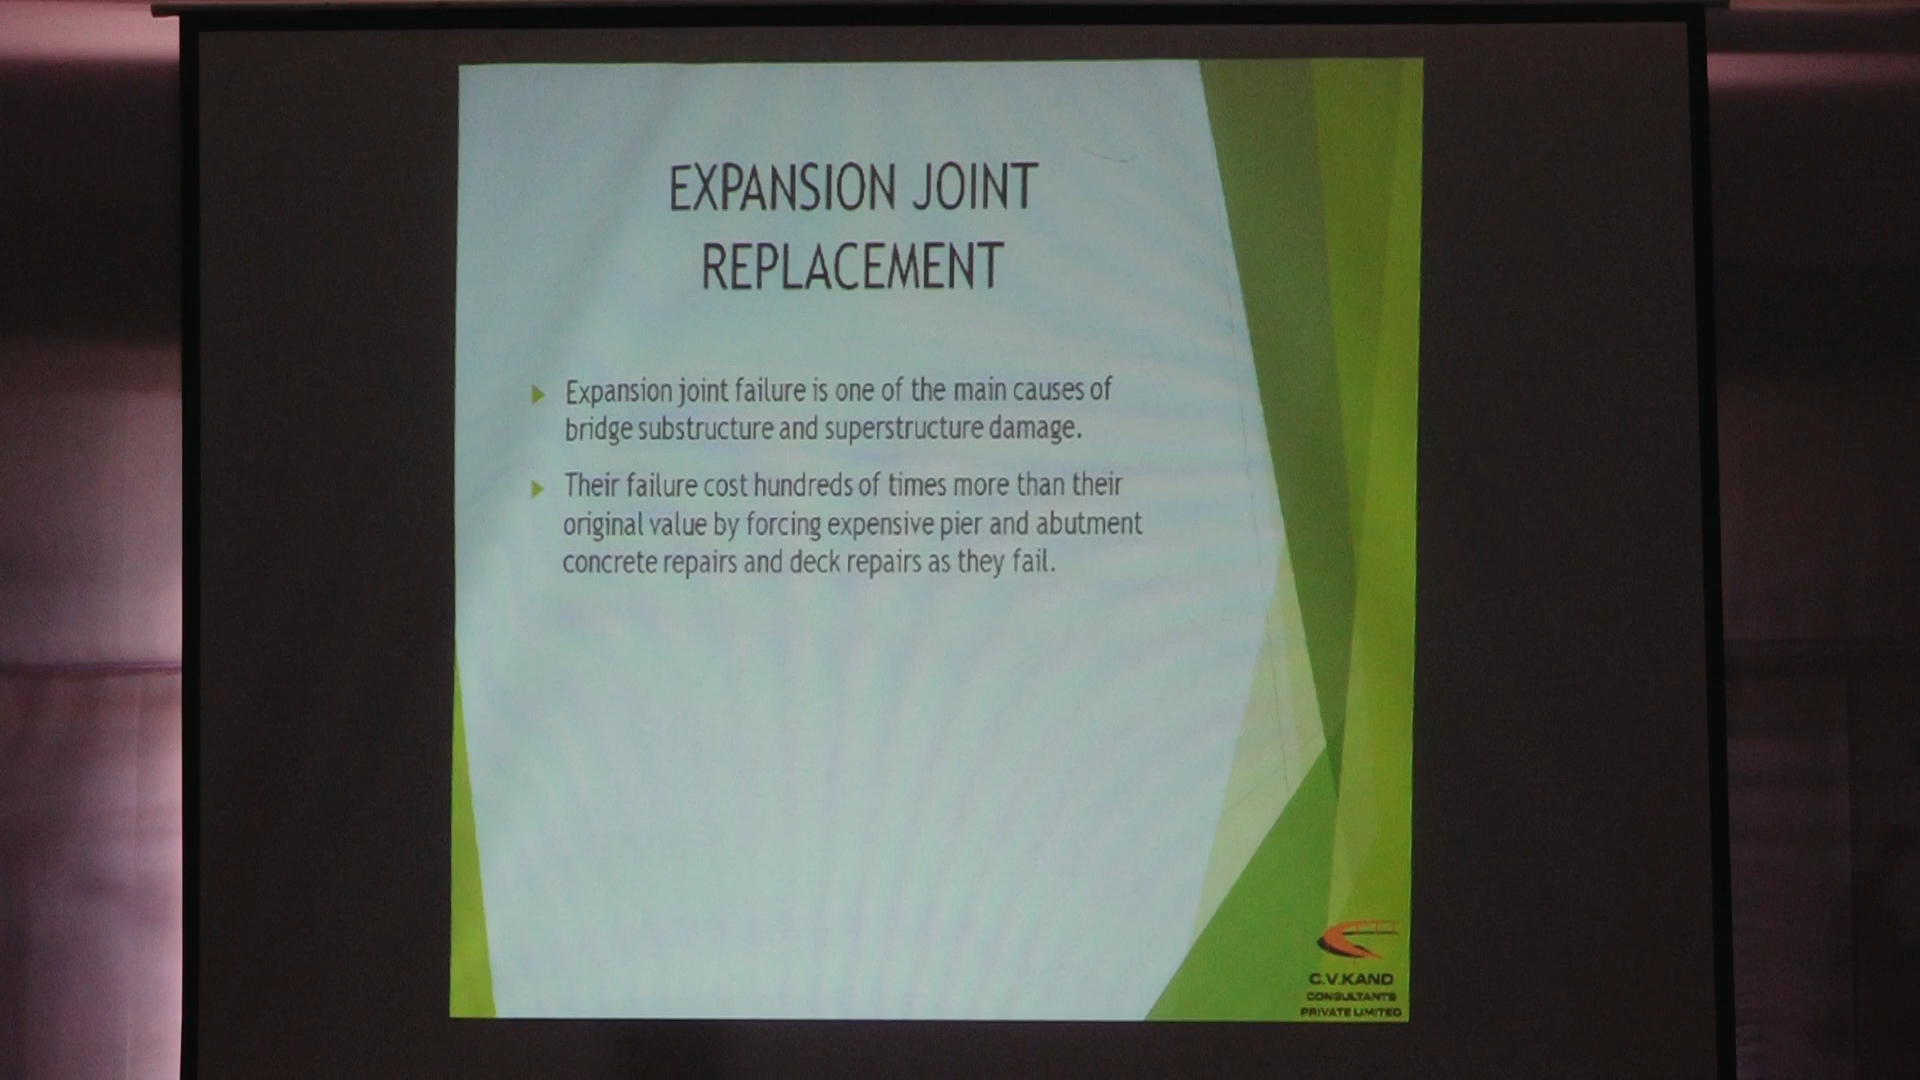 EXPANSION JOINT
REPLACEMENT
Expansion joint failure is one of the main causes of
bridge substructure and superstructure damage.
Their failure cost hundreds of times more than their
original value by forcing expensive pier and abutment
concrete repairs and deck repairs as they fail.
C.V.KAND
CONSULTANTS
PRIVATE LIMITED